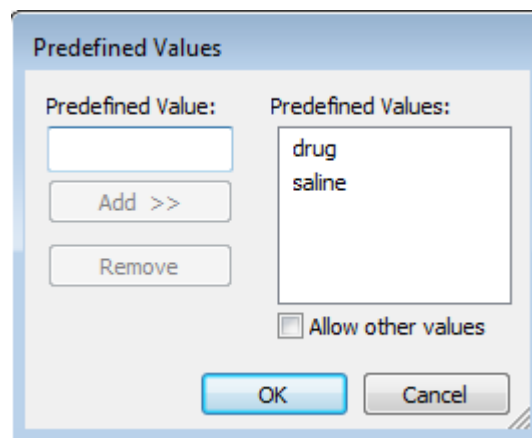 Predefined Values
Predefined Value:
Add >>
Remove
Predefined Values:
drug
saline
Allow other values
OK
Cancel